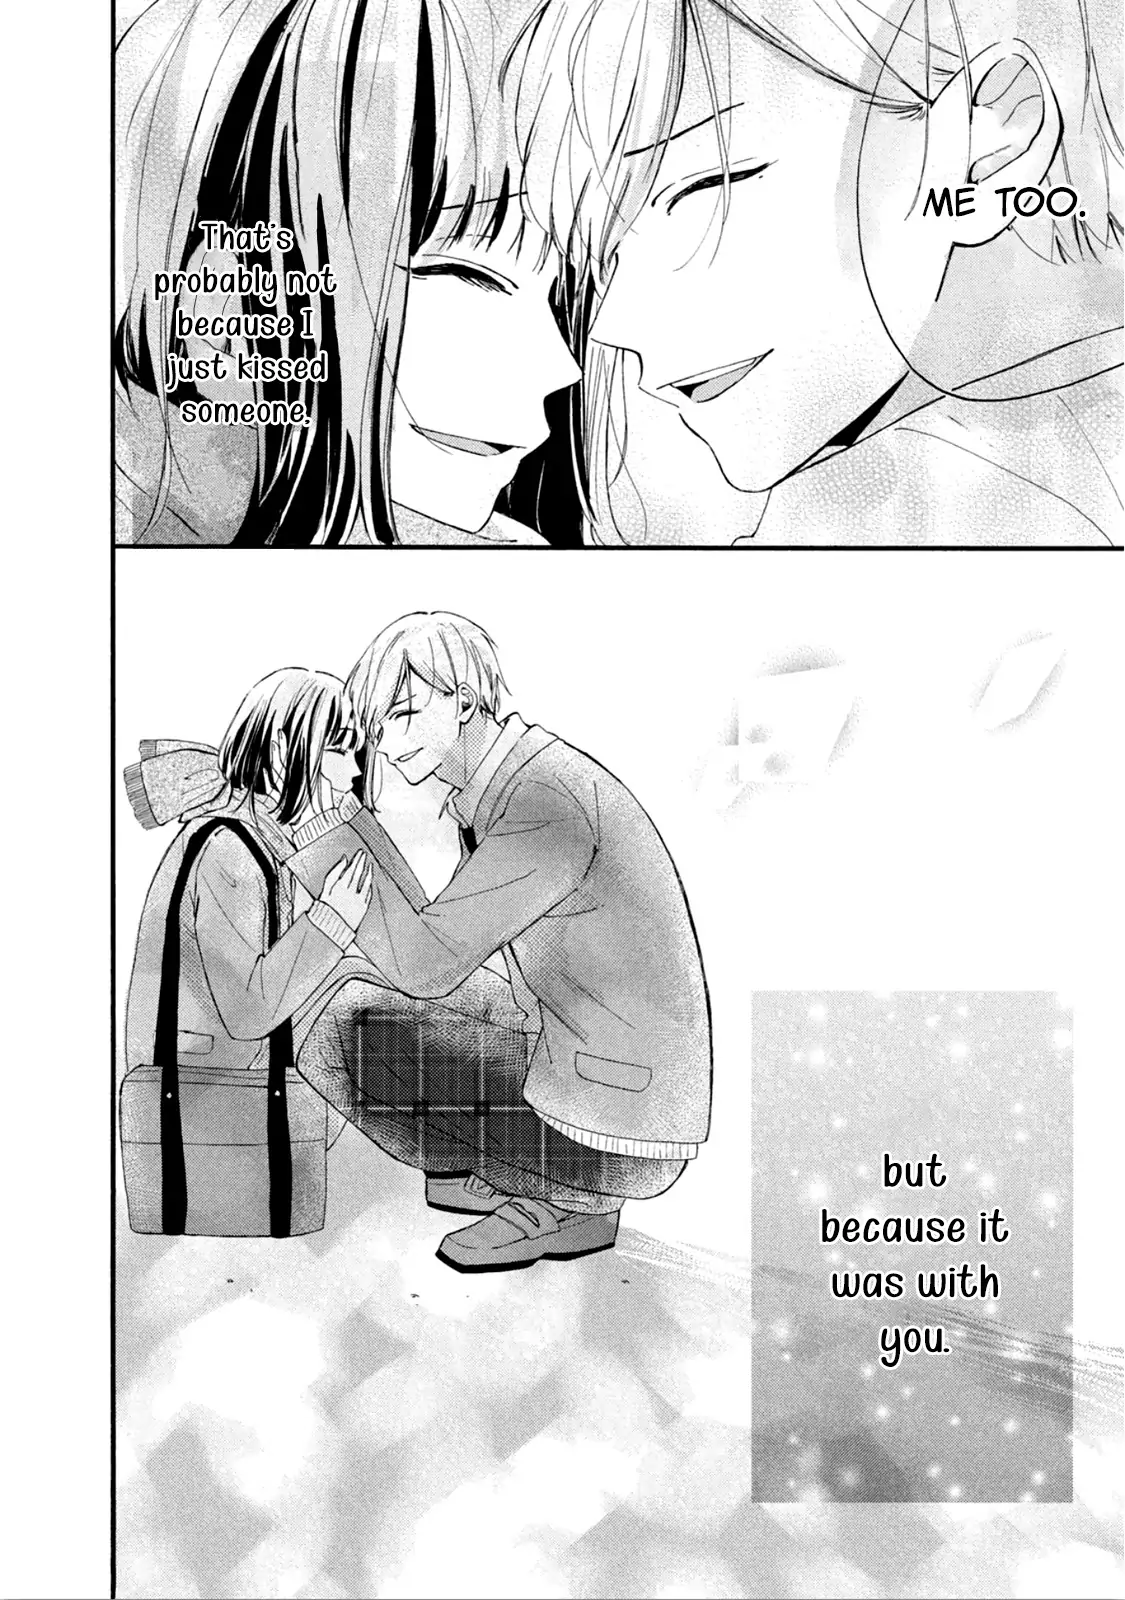 ME TOO.
That's
probably not
because I
just kissed
someone,
but
because it
was with
you.